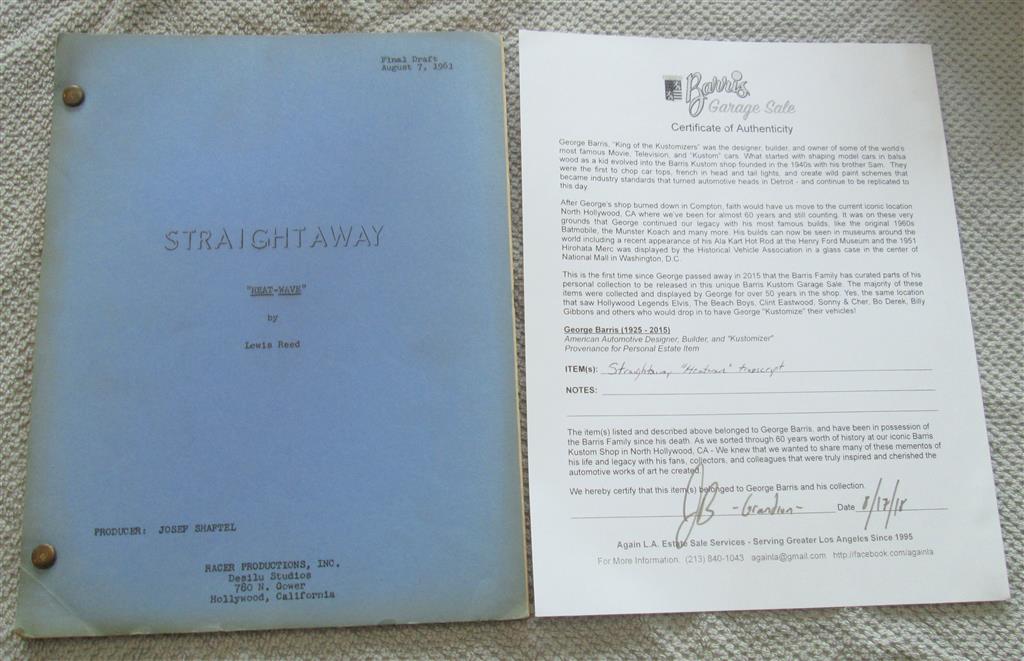 Final Draft
August 7, 1961
STRAIGHTAWAY
"HEAT-WAVE"
by
Lewis Reed
PRODUCER: JOSEF SHAFTEL
RACER PRODUCTIONS, INC.
Desilu Studios
780 N. Gower
Hollywood, California
Barris
Garage Sale
Certificate of Authenticity
George Barris, "King of the Kustomizers" was the designer, builder, and owner of some of the world's
most famous Movie, Television, and "Kustom" cars. What started with shaping model cars in balsa
wood as a kid evolved into the Barris Kustom shop founded in the 1940s with his brother Sam. They
were the first to chop car tops, french in head and tail lights, and create wild paint schemes that
became industry standards that turned automotive heads in Detroit - and continue to be replicated to
this day.
After George's shop burned down in Compton, faith would have us move to the current iconic location
North Hollywood, CA where we've been for almost 60 years and still counting. It was on these very
grounds that George continued our legacy with his most famous builds, like the original 1960s
Batmobile, the Munster Koach and many more. His builds can now be seen in museums around the
world including a recent appearance of his Ala Kart Hot Rod at the Henry Ford Museum and the 1951
Hirohata Merc was displayed by the Historical Vehicle Association in a glass case in the center of
National Mall in Washington, D.C.
This is the first time since George passed away in 2015 that the Barris Family has curated parts of his
personal collection to be released in this unique Barris Kustom Garage Sale. The majority of these
items were collected and displayed by George for over 50 years in the shop. Yes, the same location
that saw Hollywood Legends Elvis, The Beach Boys, Clint Eastwood, Sonny & Cher, Bo Derek, Billy
Gibbons and others who would drop in to have George "Kustomize" their vehicles!
George Barris (1925 - 2015)
American Automotive Designer, Builder, and "Kustomizer"
Provenance for Personal Estate Item
ITEM(s): Straightaway "Heatwave" transcript
NOTES:
The item(s) listed and described above belonged to George Barris, and have been in possession of
the Barris Family since his death. As we sorted through 60 years worth of history at our iconic Barris
Kustom Shop in North Hollywood, CA - We knew that we wanted to share many of these mementos of
his life and legacy with his fans, collectors, and colleagues that were truly inspired and cherished the
automotive works of art he created.
We hereby certify that this item(s) belonged to George Barris and his collection.
JB - Grandson - Date 8/17/18
Again L.A. Estate Sale Services - Serving Greater Los Angeles Since 1995
For More Information. (213) 840-1043 againla@gmail.com http://facebook.com/againla